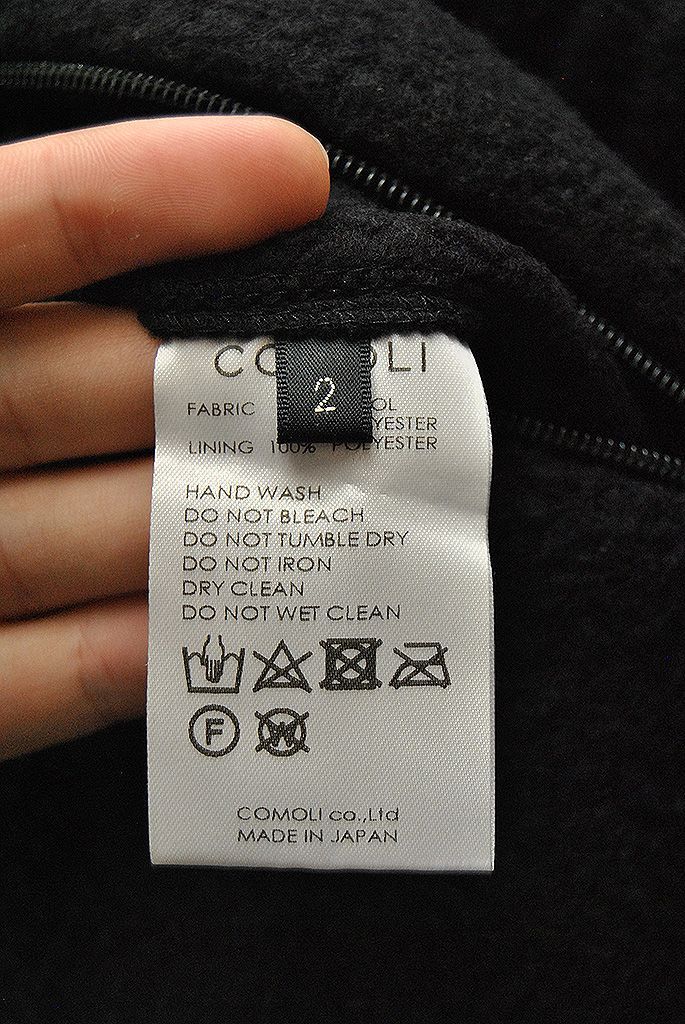 2
FABRIC
LINING 100% POLYESTER
HAND WASH
DO NOT BLEACH
DO NOT TUMBLE DRY
DO NOT IRON
DRY CLEAN
DO NOT WET CLEAN
F W
COMOLI co.,Ltd
MADE IN JAPAN